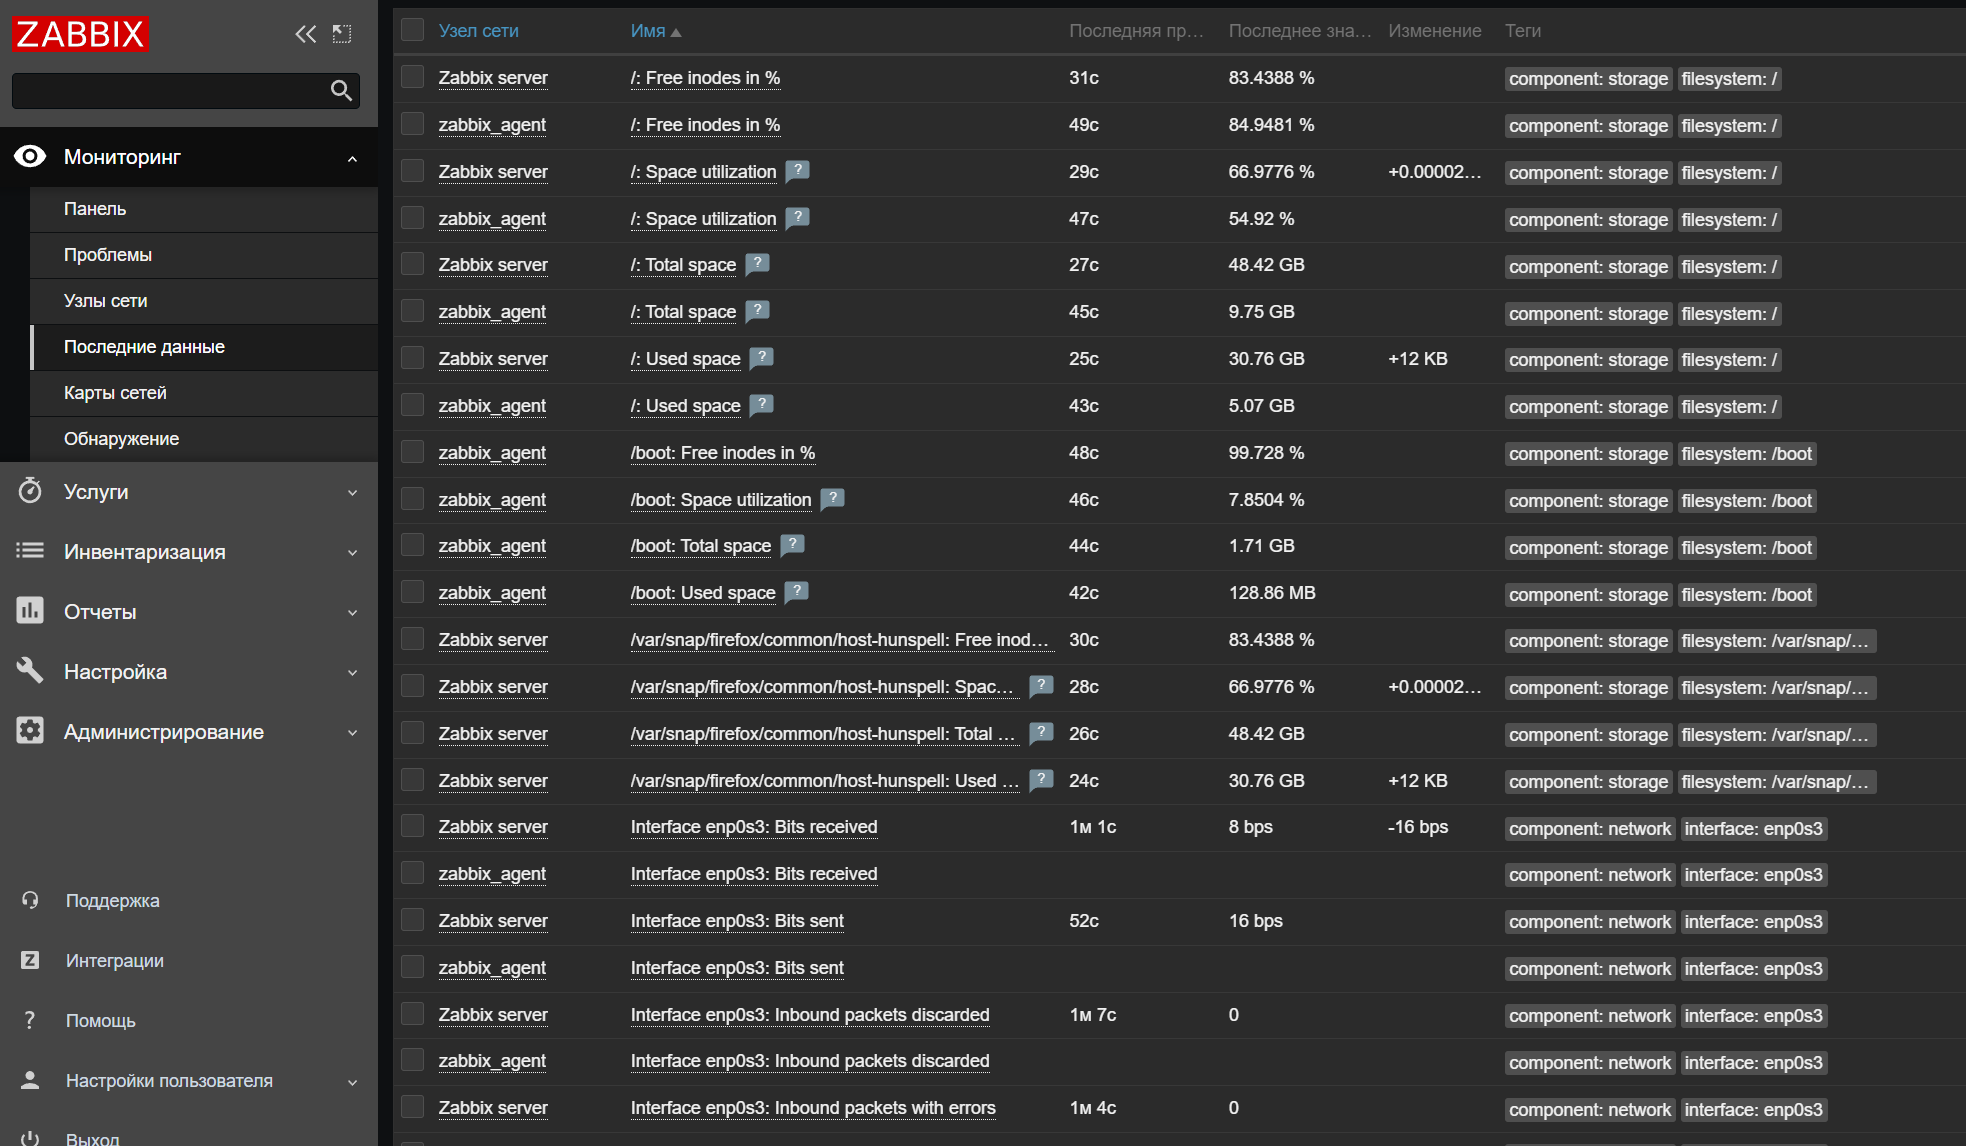 ZABBIX
Мониторинг
Панель
Проблемы
Узлы сети
Последние данные
Карты сетей
Обнаружение
Услуги
Инвентаризация
Отчеты
Настройка
Администрирование
Поддержка
Z Интеграции
? Помощь
Настройки пользователя
Выход
Узел сети Имя Последняя пр… Последнее зна… Изменение Теги
Zabbix server /: Free inodes in % 31с 83.4388 % component: storage filesystem: /
zabbix_agent /: Free inodes in % 49с 84.9481 % component: storage filesystem: /
Zabbix server /: Space utilization ? 29с 66.9776 % +0.00002… component: storage filesystem: /
zabbix_agent /: Space utilization ? 47с 54.92 % component: storage filesystem: /
Zabbix server /: Total space ? 27с 48.42 GB component: storage filesystem: /
zabbix_agent /: Total space ? 45с 9.75 GB component: storage filesystem: /
Zabbix server /: Used space ? 25с 30.76 GB +12 KB component: storage filesystem: /
zabbix_agent /: Used space ? 43с 5.07 GB component: storage filesystem: /
zabbix_agent /boot: Free inodes in % 48с 99.728 % component: storage filesystem: /boot
zabbix_agent /boot: Space utilization ? 46с 7.8504 % component: storage filesystem: /boot
zabbix_agent /boot: Total space ? 44с 1.71 GB component: storage filesystem: /boot
zabbix_agent /boot: Used space ? 42с 128.86 MB component: storage filesystem: /boot
Zabbix server /var/snap/firefox/common/host-hunspell: Free inod… 30с 83.4388 % component: storage filesystem: /var/snap/…
Zabbix server /var/snap/firefox/common/host-hunspell: Spac… ? 28с 66.9776 % +0.00002… component: storage filesystem: /var/snap/…
Zabbix server /var/snap/firefox/common/host-hunspell: Total … ? 26с 48.42 GB component: storage filesystem: /var/snap/…
Zabbix server /var/snap/firefox/common/host-hunspell: Used … ? 24с 30.76 GB +12 KB component: storage filesystem: /var/snap/…
Zabbix server Interface enp0s3: Bits received 1м 1с 8 bps -16 bps component: network interface: enp0s3
zabbix_agent Interface enp0s3: Bits received component: network interface: enp0s3
Zabbix server Interface enp0s3: Bits sent 52с 16 bps component: network interface: enp0s3
zabbix_agent Interface enp0s3: Bits sent component: network interface: enp0s3
Zabbix server Interface enp0s3: Inbound packets discarded 1м 7с 0 component: network interface: enp0s3
zabbix_agent Interface enp0s3: Inbound packets discarded component: network interface: enp0s3
Zabbix server Interface enp0s3: Inbound packets with errors 1м 4с 0 component: network interface: enp0s3